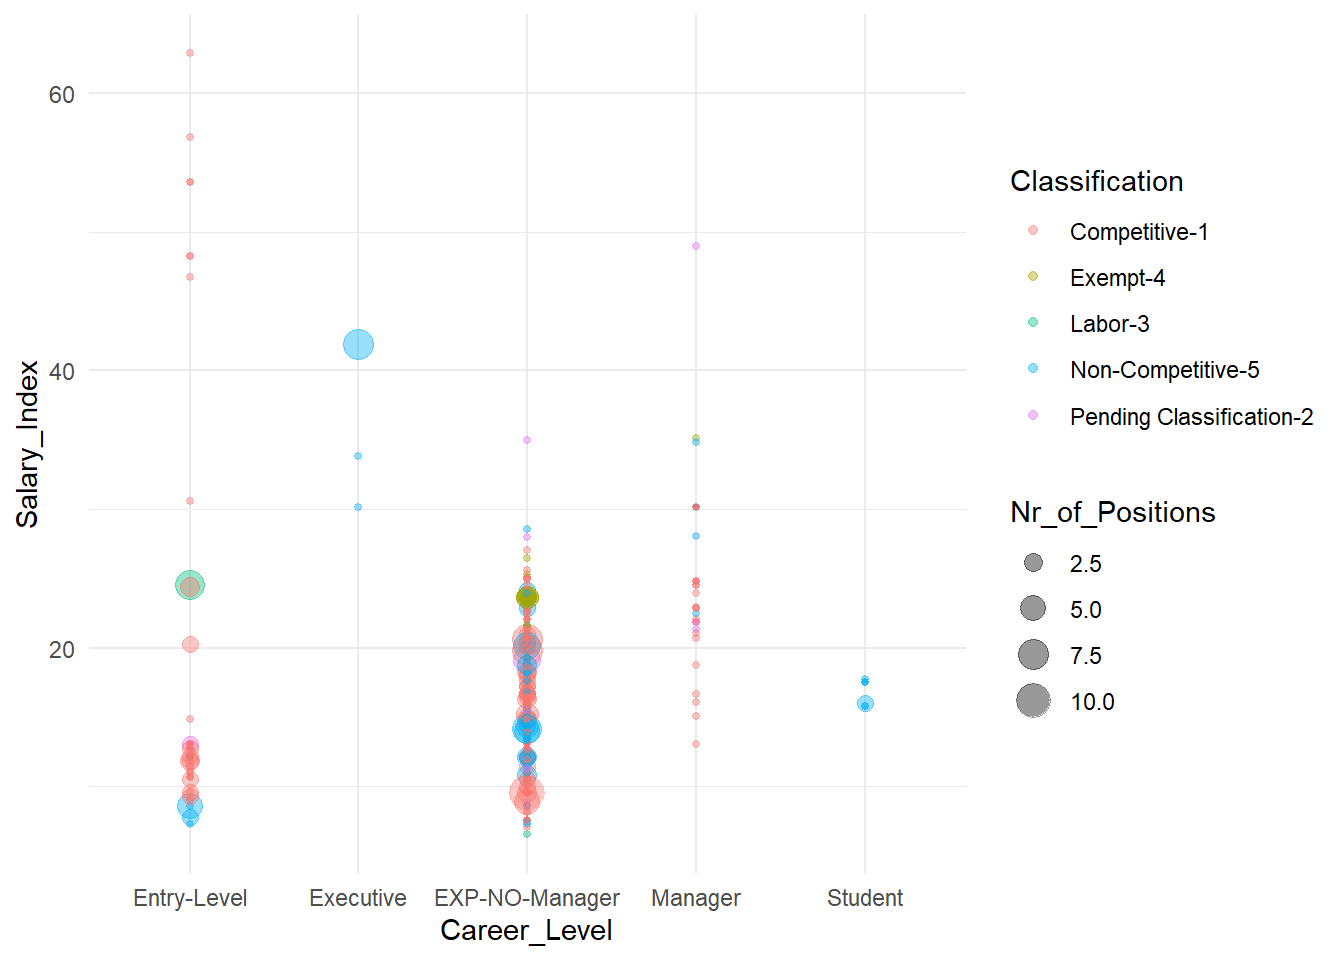 Salary_Index
60
40
20
Entry-Level Executive EXP-NO-Manager Manager Student
Career_Level
Classification
Competitive-1
Exempt-4
Labor-3
Non-Competitive-5
Pending Classification-2
Nr_of_Positions
2.5
5.0
7.5
10.0